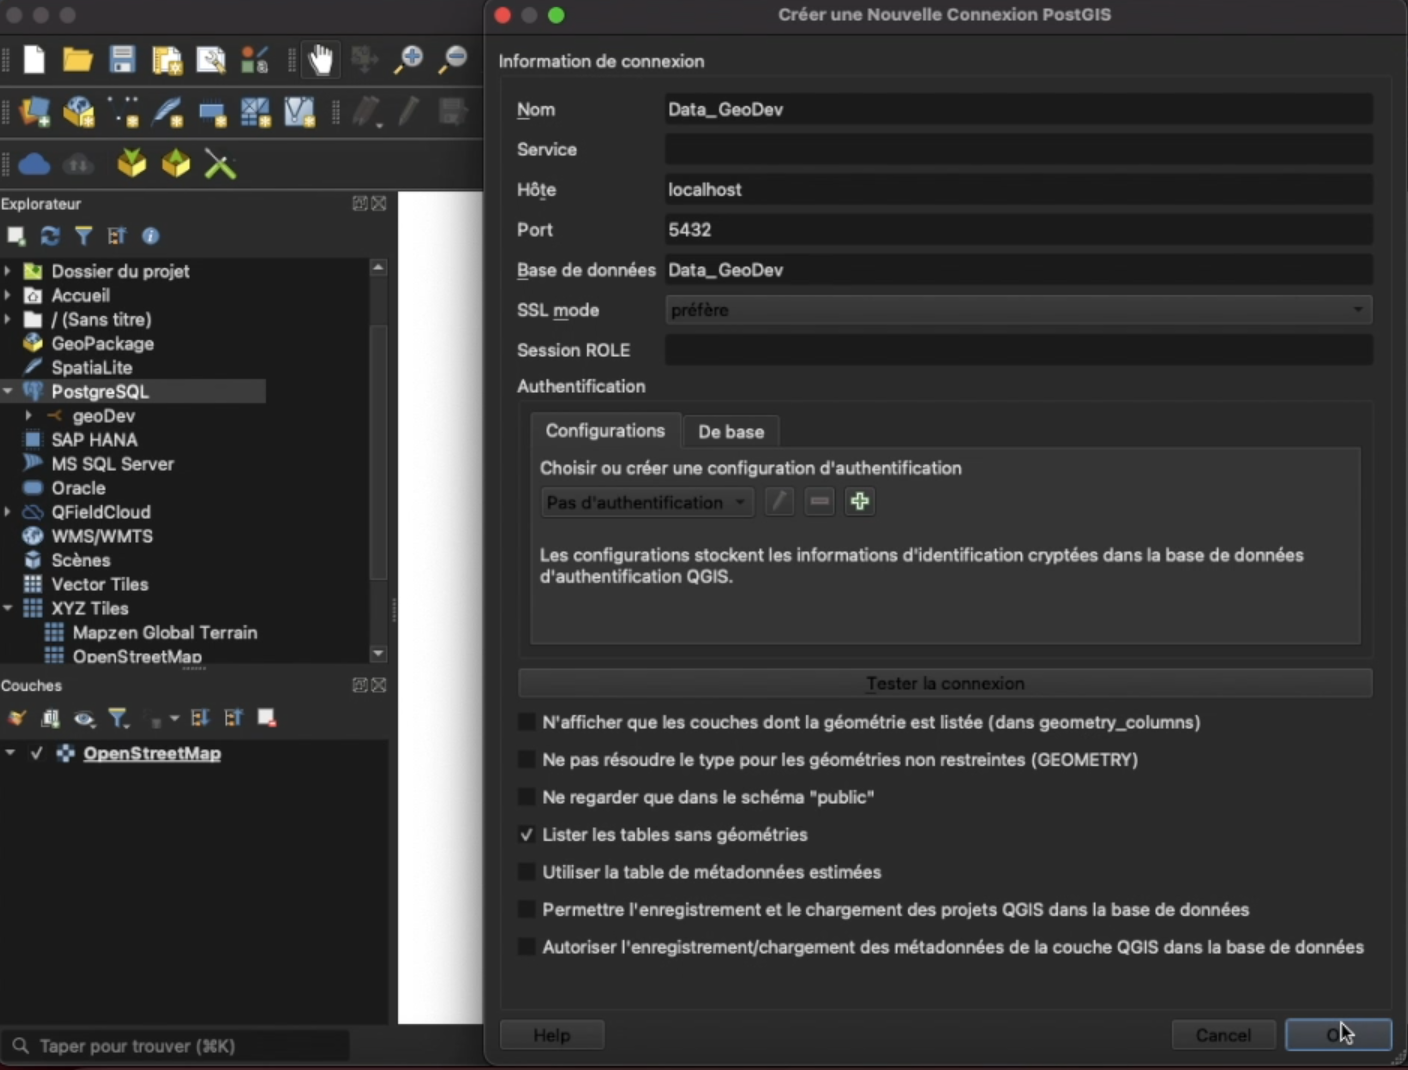 Créer une Nouvelle Connexion PostGIS
Information de connexion
Nom
Data_GeoDev
Service
Hôte
localhost
Port
5432
Base de données
Data_GeoDev
SSL mode
préfère
Session ROLE
Authentification
Configurations
De base
Choisir ou créer une configuration d'authentification
Pas d'authentification
Les configurations stockent les informations d'identification cryptées dans la base de données
d'authentification QGIS.
Tester la connexion
N'afficher que les couches dont la géométrie est listée (dans geometry_columns)
Ne pas résoudre le type pour les géométries non restreintes (GEOMETRY)
Ne regarder que dans le schéma "public"
Lister les tables sans géométries
Utiliser la table de métadonnées estimées
Permettre l'enregistrement et le chargement des projets QGIS dans la base de données
Autoriser l'enregistrement/chargement des métadonnées de la couche QGIS dans la base de données
Help
Cancel
Explorateur
Dossier du projet
Accueil
/ (Sans titre)
GeoPackage
SpatiaLite
PostgreSQL
geoDev
SAP HANA
MS SQL Server
Oracle
QFieldCloud
WMS/WMTS
Scènes
Vector Tiles
XYZ Tiles
Mapzen Global Terrain
OpenStreetMap
Couches
OpenStreetMap
Taper pour trouver (⌘K)